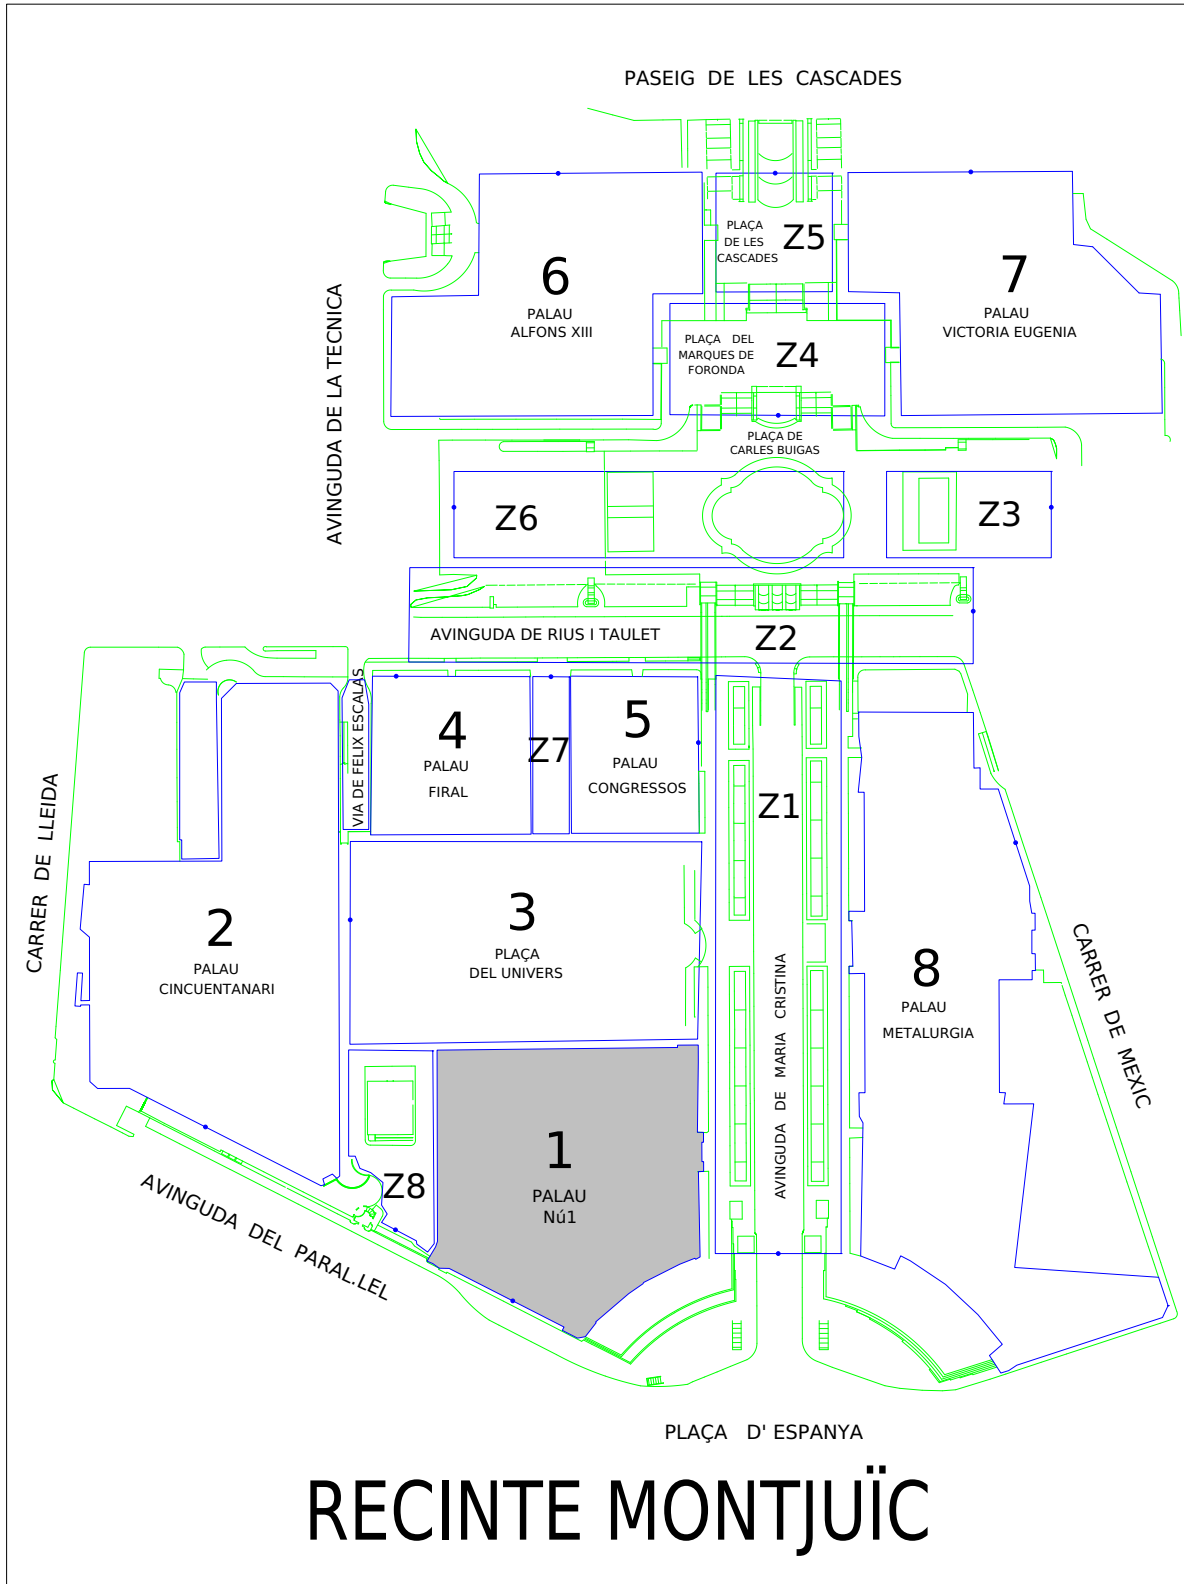 PASEIG DE LES CASCADES
PLAÇA
DE LES
CASCADES
Z5
6
PALAU
ALFONS XIII
7
PALAU
VICTORIA EUGENIA
PLAÇA DEL
MARQUES DE
FORONDA
Z4
AVINGUDA DE LA TECNICA
PLAÇA DE
CARLES BUIGAS
Z6
Z3
AVINGUDA DE RIUS I TAULET
Z2
VIA DE FELIX ESCALAS
4
PALAU
FIRAL
Z7
5
PALAU
CONGRESSOS
Z1
CARRER DE LLEIDA
2
PALAU
CINCUENTANARI
3
PLAÇA
DEL UNIVERS
AVINGUDA DE MARIA CRISTINA
8
PALAU
METALURGIA
CARRER DE MEXIC
1
PALAU
Nú1
Z8
AVINGUDA DEL PARAL.LEL
PLAÇA D' ESPANYA
RECINTE MONTJUÏC